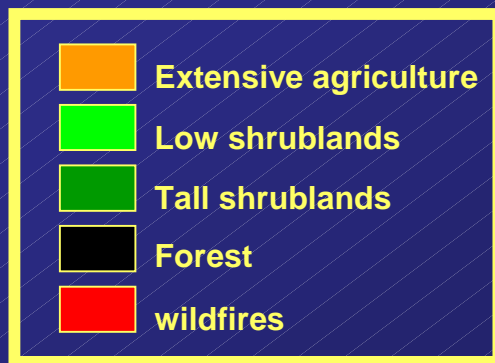 Extensive agriculture
Low shrublands
Tall shrublands
Forest
wildfires